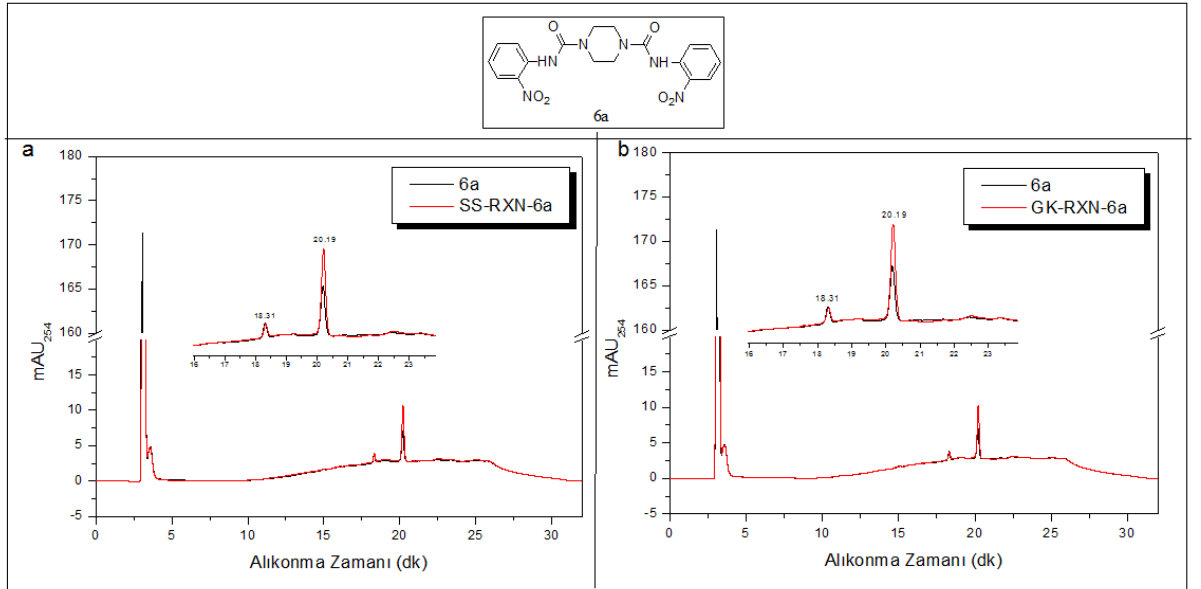 O
O
N
N
HN
NH
NO2
O2N
6a
a
180
175
170
165
160
15
10
5
0
-5
mAU254
6a
SS-RXN-6a
20.19
18.31
16 17 18 19 20 21 22 23
0 5 10 15 20 25 30
Alıkonma Zamanı (dk)
b
180
175
170
165
160
15
10
5
0
-5
mAU254
6a
GK-RXN-6a
20.19
18.31
16 17 18 19 20 21 22 23
0 5 10 15 20 25 30
Alıkonma Zamanı (dk)